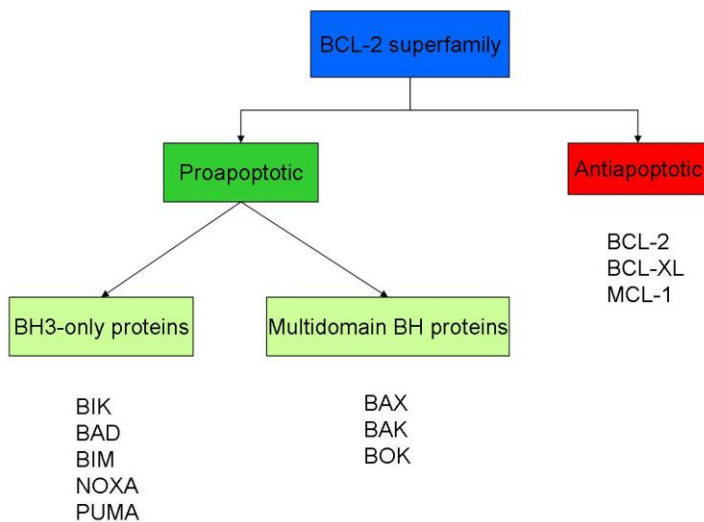 BCL-2 superfamily
Proapoptotic
Antiapoptotic
BCL-2
BCL-XL
MCL-1
BH3-only proteins
Multidomain BH proteins
BIK
BAD
BIM
NOXA
PUMA
BAX
BAK
BOK